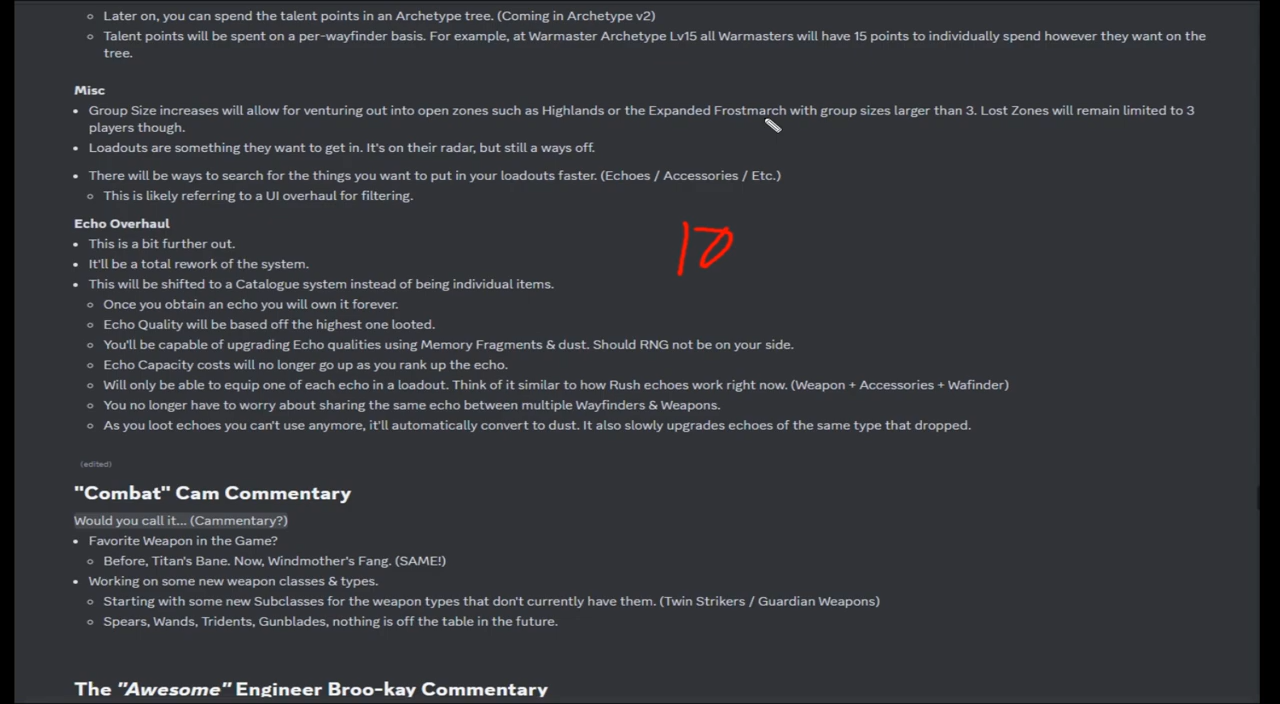 Later on, you can spend the talent points in an Archetype tree. (Coming in Archetype v2)
Talent points will be spent on a per-wayfinder basis. For example, at Warmaster Archetype Lv15 all Warmasters will have 15 points to individually spend however they want on the
tree.
Misc
Group Size increases will allow for venturing out into open zones such as Highlands or the Expanded Frostmarch with group sizes larger than 3. Lost Zones will remain limited to 3
players though.
Loadouts are something they want to get in. It's on their radar, but still a ways off.
There will be ways to search for the things you want to put in your loadouts faster. (Echoes / Accessories / Etc.)
This is likely referring to a UI overhaul for filtering.
Echo Overhaul
This is a bit further out.
It'll be a total rework of the system.
This will be shifted to a Catalogue system instead of being individual items.
Once you obtain an echo you will own it forever.
Echo Quality will be based off the highest one looted.
You'll be capable of upgrading Echo qualities using Memory Fragments & dust. Should RNG not be on your side.
Echo Capacity costs will no longer go up as you rank up the echo.
Will only be able to equip one of each echo in a loadout. Think of it similar to how Rush echoes work right now. (Weapon + Accessories + Wafinder)
You no longer have to worry about sharing the same echo between multiple Wayfinders & Weapons.
As you loot echoes you can't use anymore, it'll automatically convert to dust. It also slowly upgrades echoes of the same type that dropped.
(edited)
"Combat" Cam Commentary
Would you call it... (Cammentary?)
Favorite Weapon in the Game?
Before, Titan's Bane. Now, Windmother's Fang. (SAME!)
Working on some new weapon classes & types.
Starting with some new Subclasses for the weapon types that don't currently have them. (Twin Strikers / Guardian Weapons)
Spears, Wands, Tridents, Gunblades, nothing is off the table in the future.
The "Awesome" Engineer Broo-kay Commentary